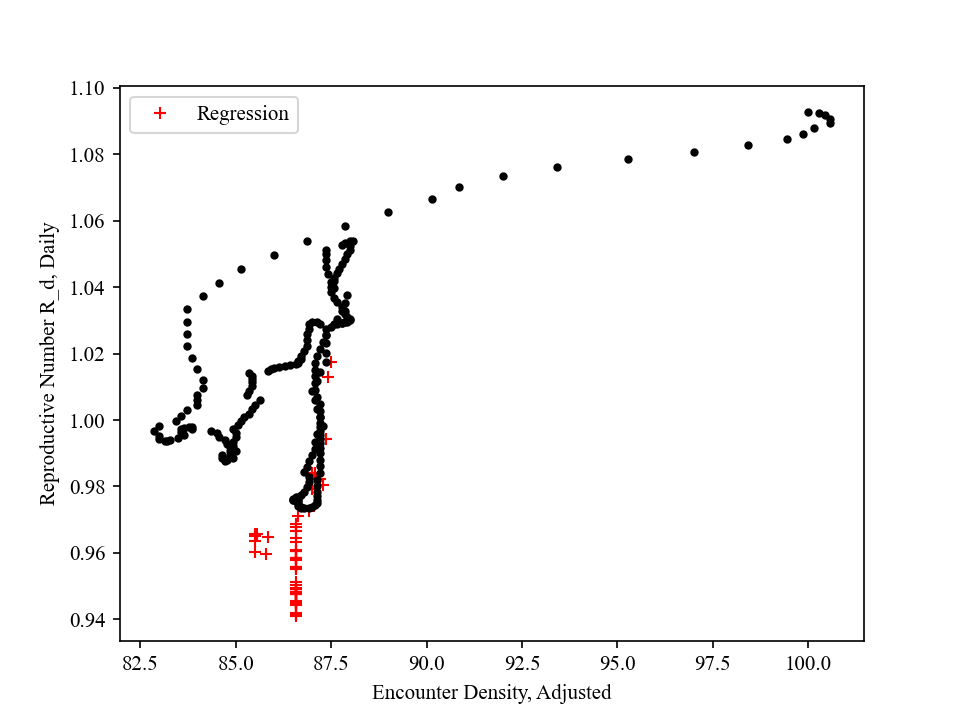 Regression
1.10
1.08
1.06
1.04
1.02
1.00
0.98
0.96
0.94
Reproductive Number R_d, Daily
82.5 85.0 87.5 90.0 92.5 95.0 97.5 100.0
Encounter Density, Adjusted